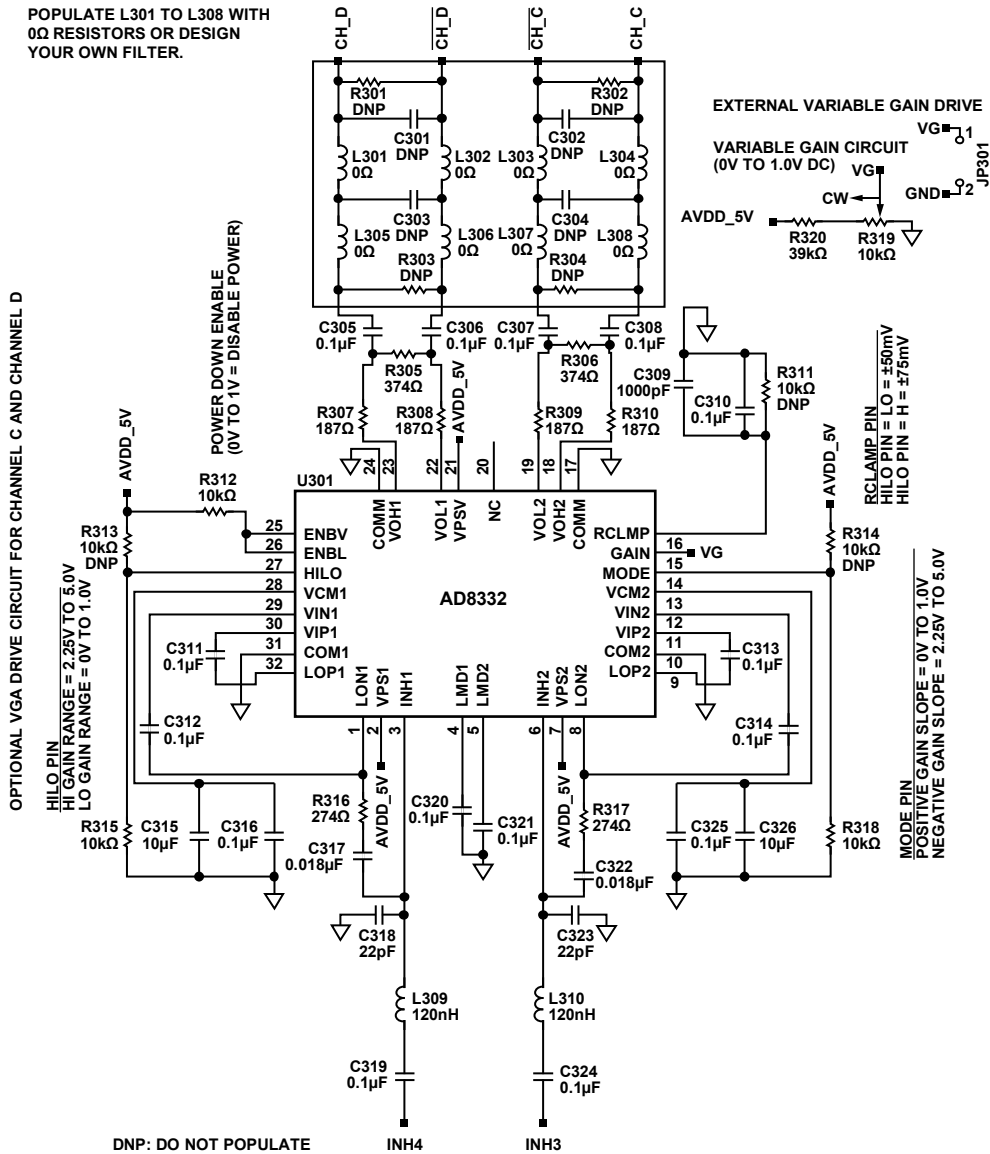 POPULATE L301 TO L308 WITH
0Ω RESISTORS OR DESIGN
YOUR OWN FILTER.
CH_D
CH_D
CH_C
CH_C
R301
DNP
R302
DNP
C301
DNP
C302
DNP
L301
0Ω
L302
0Ω
L303
0Ω
L304
0Ω
C303
DNP
C304
DNP
L305
0Ω
L306
0Ω
L307
0Ω
L308
0Ω
R303
DNP
R304
DNP
EXTERNAL VARIABLE GAIN DRIVE
VG
1
JP301
GND
2
VARIABLE GAIN CIRCUIT
(0V TO 1.0V DC)
VG
CW
AVDD_5V
R320
39kΩ
R319
10kΩ
OPTIONAL VGA DRIVE CIRCUIT FOR CHANNEL C AND CHANNEL D
POWER DOWN ENABLE
(0V TO 1V = DISABLE POWER)
C305
0.1µF
C306
0.1µF
C307
0.1µF
C308
0.1µF
R305
374Ω
R306
374Ω
R307
187Ω
R308
187Ω
AVDD_5V
R309
187Ω
R310
187Ω
C309
1000pF
C310
0.1µF
R311
10kΩ
DNP
RCLAMP PIN
HILO PIN = LO = ±50mV
HILO PIN = H = ±75mV
AVDD_5V
R312
10kΩ
R313
10kΩ
DNP
AVDD_5V
R314
10kΩ
DNP
U301
24
23
22
21
20
19
18
17
COMM
VOH1
VOL1
VPSV
NC
VOL2
VOH2
COMM
25 ENBV
26 ENBL
27 HILO
28 VCM1
29 VIN1
30 VIP1
31 COM1
32 LOP1
AD8332
RCLMP
16
GAIN
VG
15
MODE
14
VCM2
13
VIN2
12
VIP2
11
COM2
10
LOP2
9
LON1
VPS1
INH1
LMD1
LMD2
INH2
VPS2
LON2
1
2
3
4
5
6
7
8
HILO PIN
HI GAIN RANGE = 2.25V TO 5.0V
LO GAIN RANGE = 0V TO 1.0V
C311
0.1µF
C312
0.1µF
C313
0.1µF
C314
0.1µF
R315
10kΩ
C315
10µF
C316
0.1µF
R316
274Ω
AVDD_5V
C317
0.018µF
C320
0.1µF
C321
0.1µF
AVDD_5V
R317
274Ω
C322
0.018µF
C325
0.1µF
C326
10µF
R318
10kΩ
MODE PIN
POSITIVE GAIN SLOPE = 0V TO 1.0V
NEGATIVE GAIN SLOPE = 2.25V TO 5.0V
C318
22pF
C323
22pF
L309
120nH
L310
120nH
C319
0.1µF
C324
0.1µF
DNP: DO NOT POPULATE
INH4
INH3